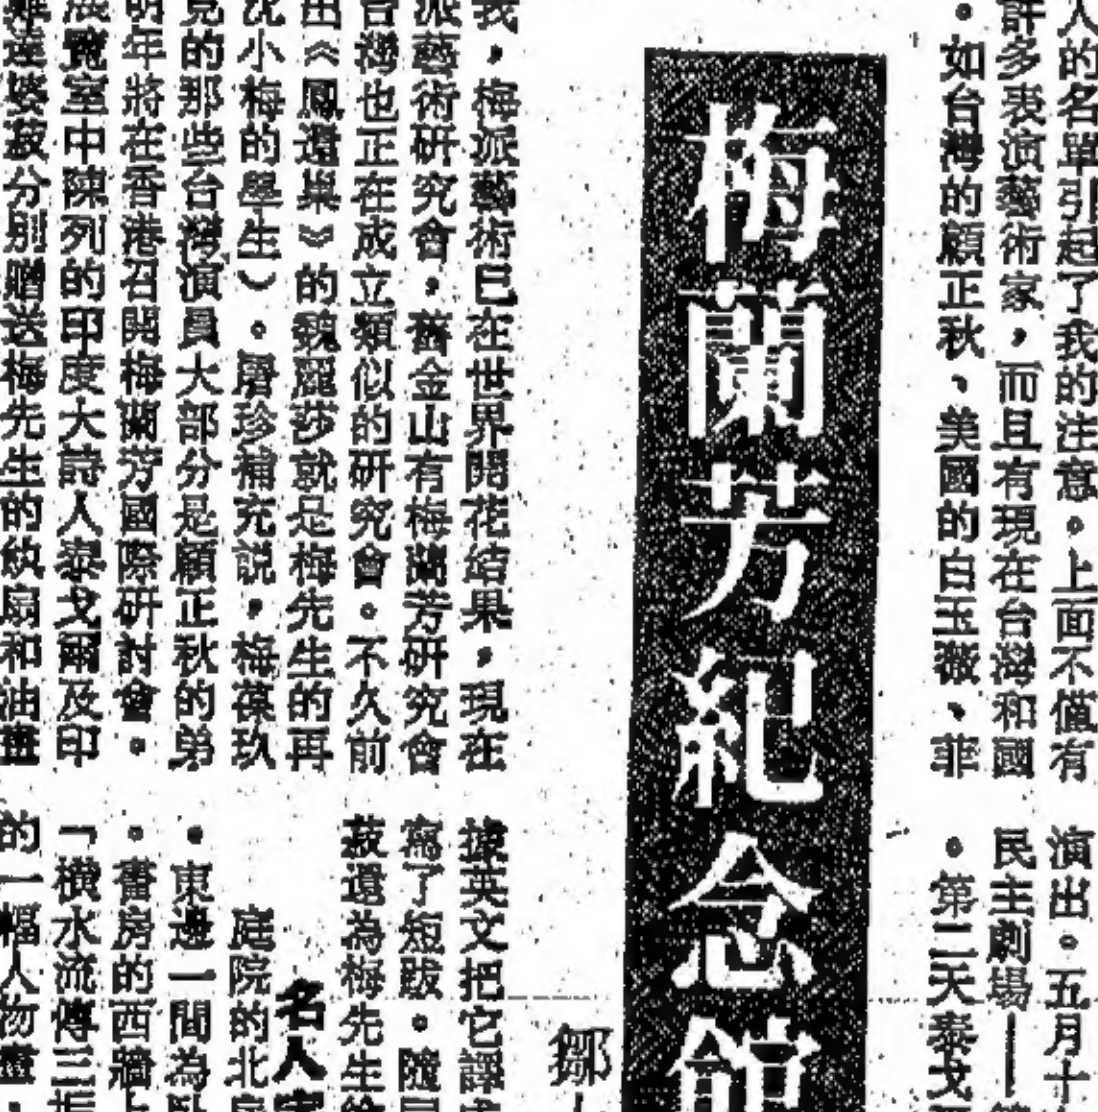 人的名單引起了我的注意。上面不僅有
許多表演藝術家，而且有現在台灣和國
。如台灣的顧正秋、美國的白玉薇、菲
演出。五月十
民主劇場——
。第二天泰戈
梅蘭芳紀念館
鄒
我，梅派藝術已在世界開花结果，現在
派藝術研究會，舊金山有梅蘭芳研究會
台灣也正在成立類似的研究會。不久前
出《鳳還巢》的魏麗莎就是梅先生的再
沈小梅的學生）。屠珍補充説，梅葆玖
見的那些台灣演員大部分是顧正秋的弟
明年將在香港召開梅蘭芳國際研討會。
展覽室中陳列的印度大詩人泰戈爾及印
難陀婆薮分别贈送梅先生的紈扇和油畫
據英文把它譯
寫了短跋。隨
薮還為梅先生
名人
庭院的北
。東邊一間為
。書房的西牆上
「橫水流傳三
的一幅人物畫，